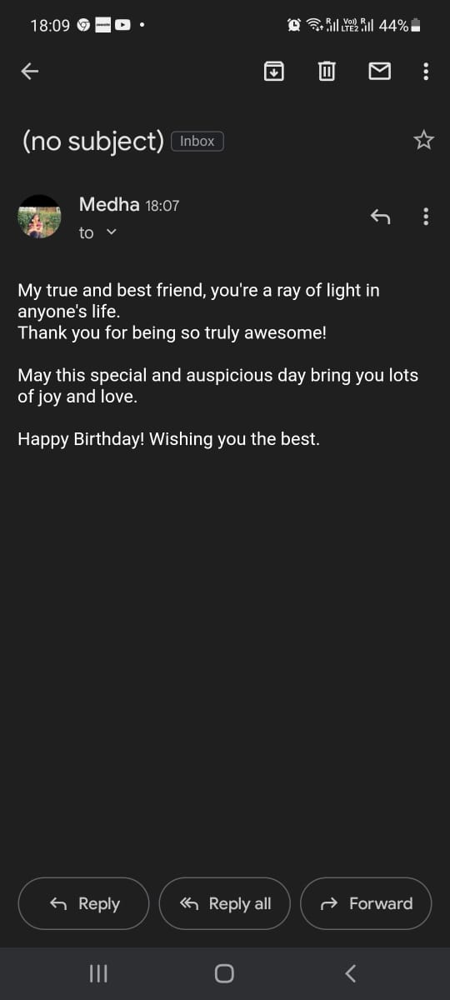 18:09 44%
(no subject) Inbox
Medha 18:07
to
My true and best friend, you're a ray of light in
anyone's life.
Thank you for being so truly awesome!
May this special and auspicious day bring you lots
of joy and love.
Happy Birthday! Wishing you the best.
Reply Reply all Forward